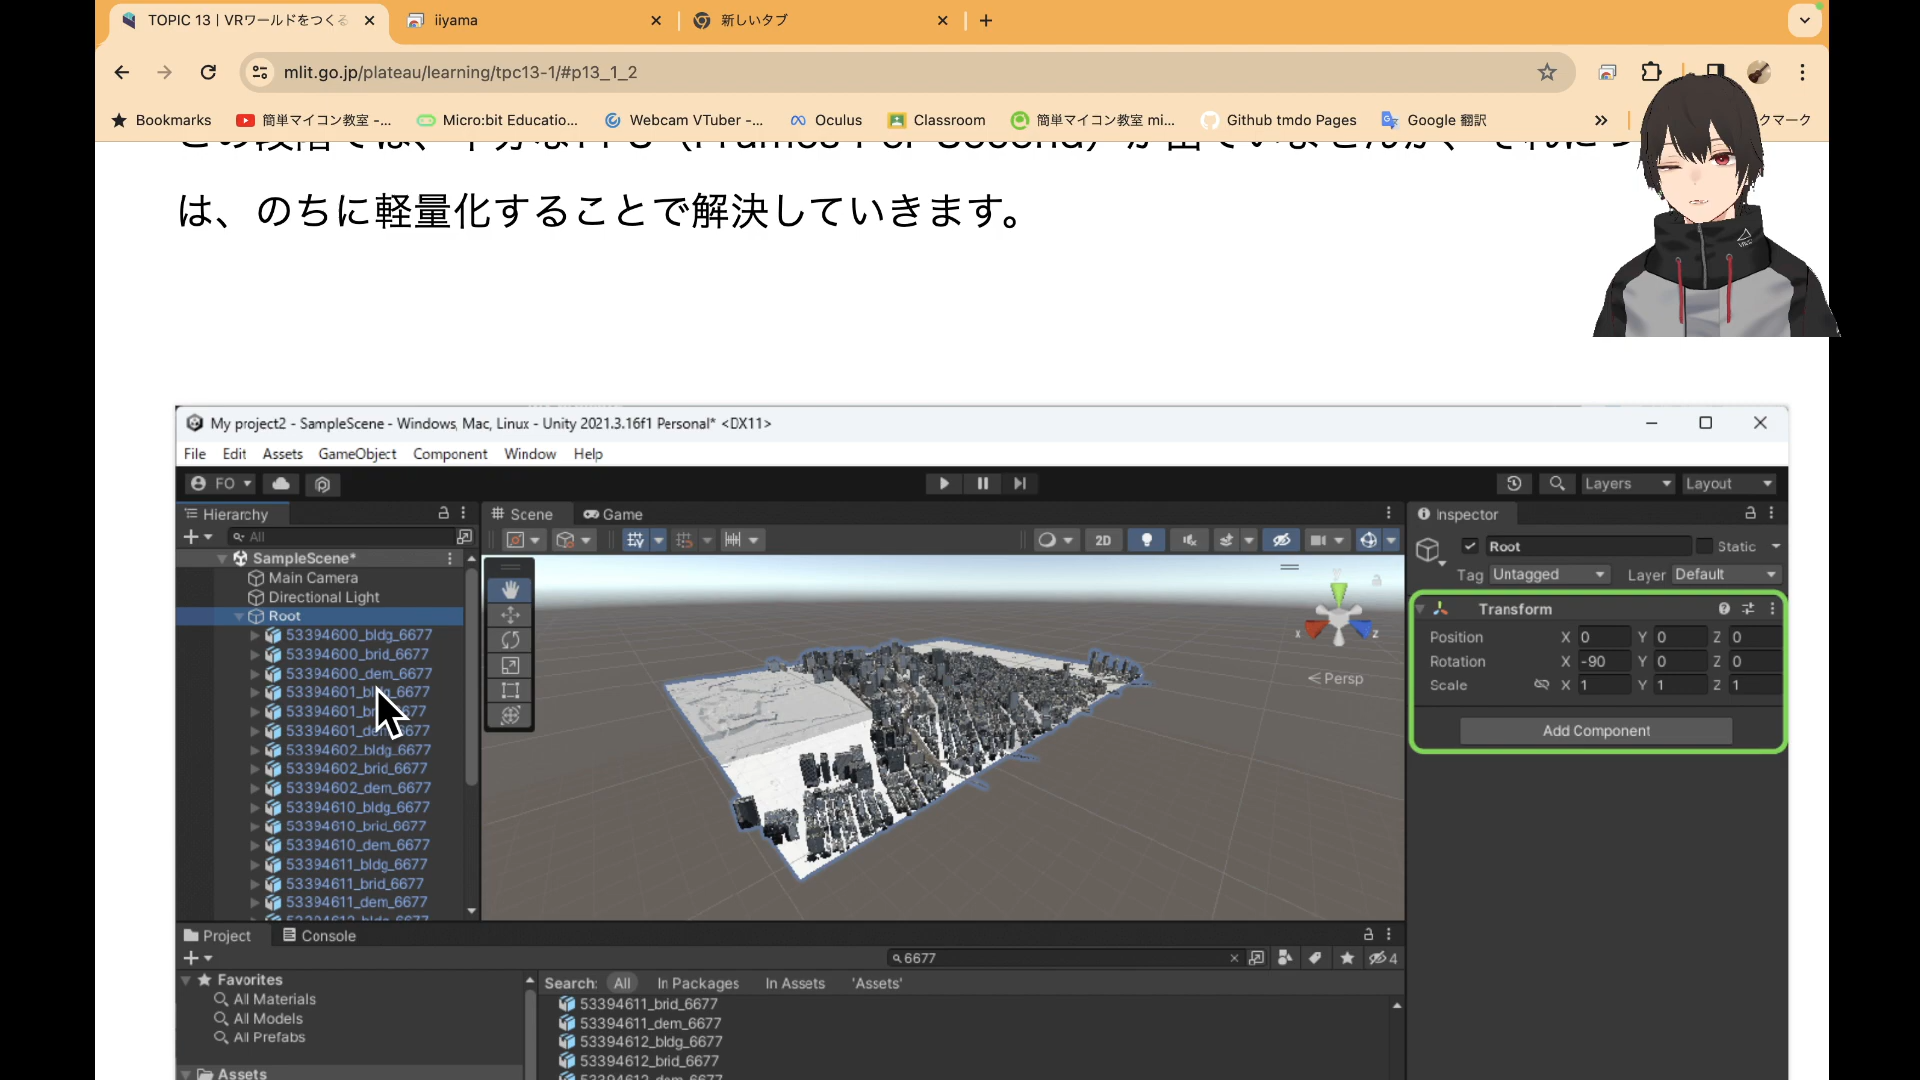 TOPIC 13 | VRワールドをつくる
iiyama
新しいタブ
mlit.go.jp/plateau/learning/tpc13-1/#p13_1_2
Bookmarks
簡単マイコン教室 -...
Micro:bit Educatio...
Webcam VTuber -...
Oculus
Classroom
簡単マイコン教室 mi...
Github tmdo Pages
Google 翻訳
クマーク
は、のちに軽量化することで解決していきます。
My project2 - SampleScene - Windows, Mac, Linux - Unity 2021.3.16f1 Personal* <DX11>
File Edit Assets GameObject Component Window Help
FO
Layers
Layout
Hierarchy
Scene
Game
Inspector
All
2D
SampleScene*
Main Camera
Directional Light
Root
53394600_bldg_6677
53394600_brid_6677
53394600_dem_6677
53394602_bldg_6677
53394602_brid_6677
53394602_dem_6677
53394610_bldg_6677
53394610_brid_6677
53394610_dem_6677
53394611_bldg_6677
53394611_brid_6677
53394611_dem_6677
y
x
z
Persp
Root
Static
Tag Untagged
Layer Default
Transform
Position X 0 Y 0 Z 0
Rotation X -90 Y 0 Z 0
Scale X 1 Y 1 Z 1
Add Component
Project
Console
6677
4
Favorites
All Materials
All Models
All Prefabs
Assets
Search: All In Packages In Assets 'Assets'
53394611_brid_6677
53394611_dem_6677
53394612_bldg_6677
53394612_brid_6677